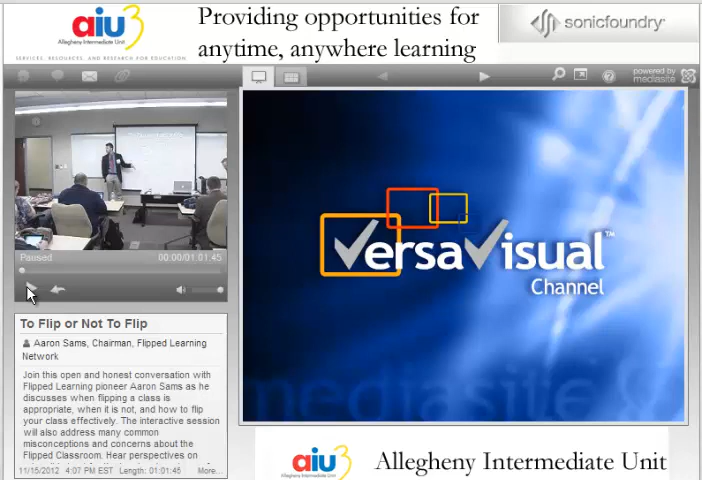 aiu3
Allegheny Intermediate Unit
SERVICES, RESOURCES, AND RESEARCH FOR EDUCATION
Providing opportunities for
anytime, anywhere learning
sonicfoundry
powered by
mediasite
Paused
00:00/01:01:45
To Flip or Not To Flip
Aaron Sams, Chairman, Flipped Learning
Network
Join this open and honest conversation with
Flipped Learning pioneer Aaron Sams as he
discusses when flipping a class is
appropriate, when it is not, and how to flip
your class effectively. The interactive session
will also address many common
misconceptions and concerns about the
Flipped Classroom. Hear perspectives on
11/15/2012 4:07 PM EST Length: 01:01:45 More...
VersaVisual™
Channel
mediasite
aiu3
Allegheny Intermediate Unit
Allegheny Intermediate Unit